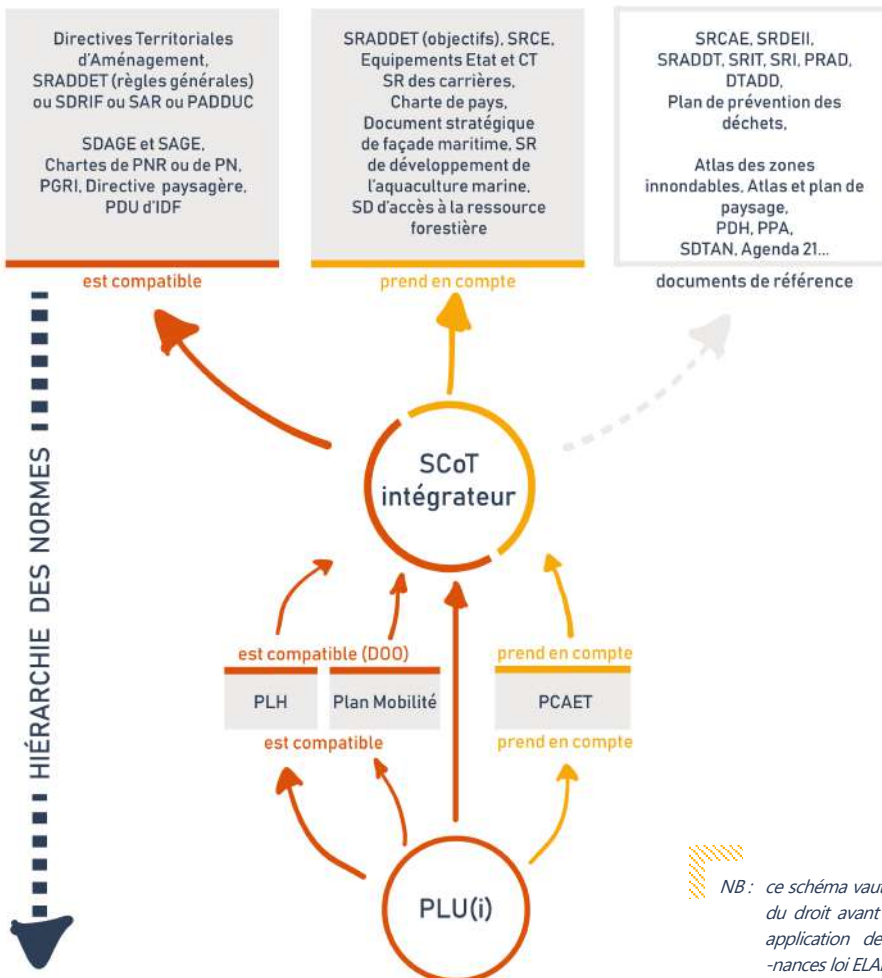 Directives Territoriales
d'Aménagement,
SRADDET (règles générales)
ou SDRIF ou SAR ou PADDUC
SDAGE et SAGE,
Chartes de PNR ou de PN,
PGRI, Directive paysagère,
PDU d'IDF
est compatible
SRADDET (objectifs), SRCE,
Equipements Etat et CT
SR des carrières,
Charte de pays,
Document stratégique
de façade maritime, SR
de développement de
l'aquaculture marine,
SD d'accès à la ressource
forestière
prend en compte
SRCAE, SRDEII,
SRADDT, SRIT, SRI, PRAD,
DTADD,
Plan de prévention des
déchets,
Atlas des zones
innondables, Atlas et plan de
paysage,
PDH, PPA,
SDTAN, Agenda 21...
documents de référence
HIÉRARCHIE DES NORMES
SCoT
intégrateur
est compatible (DOO)
prend en compte
PLH
Plan Mobilité
PCAET
est compatible
prend en compte
PLU(i)
NB : ce schéma vaut
du droit avant
application de
-nances loi